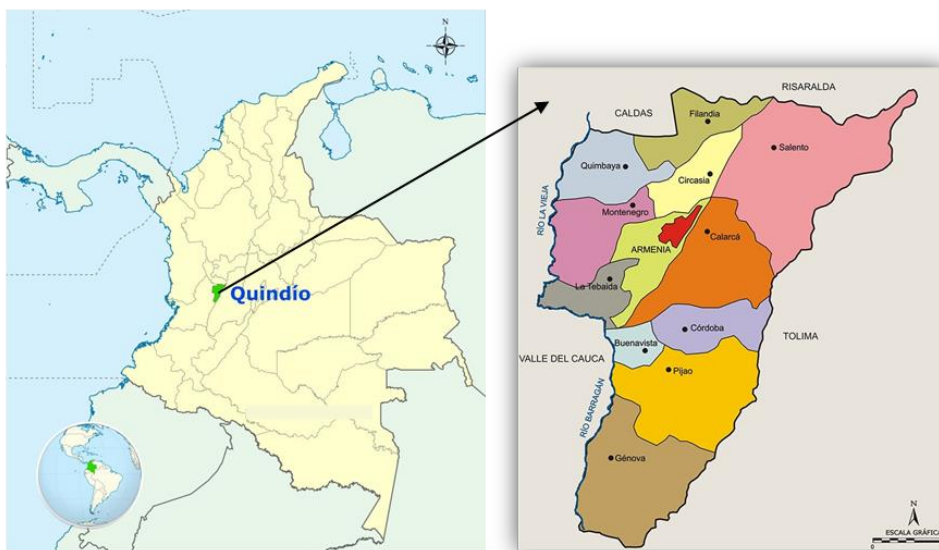 N
Quindío
RISARALDA
CALDAS
Filandia
Salento
Quimbaya
Circasia
RÍO LA VIEJA
Montenegro
Calarcá
ARMENIA
La Tebaida
Córdoba
TOLIMA
Buenavista
VALLE DEL CAUCA
Pijao
RÍO BARRAGÁN
Génova
N
ESCALA GRÁFICA
0